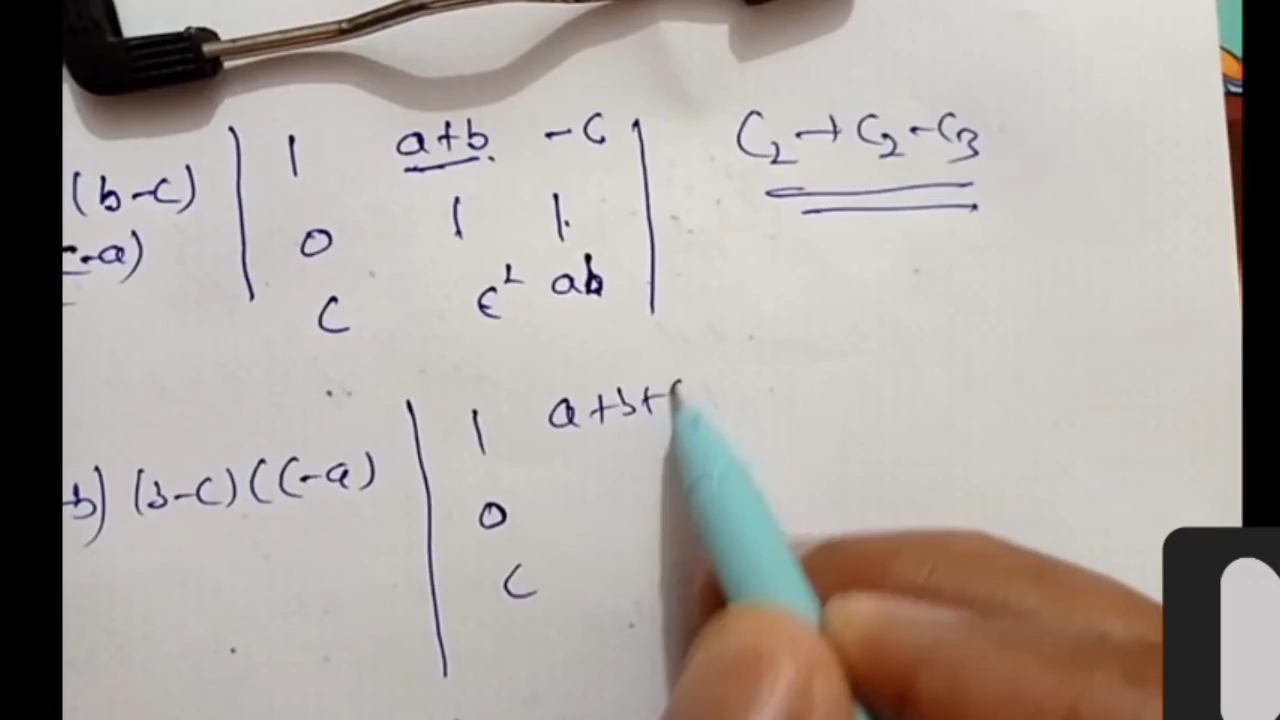 | 1 a+b -c | C₂→C₂-C₃
(b-c) | 0 1 1 |
-a) | c c² ab |
| 1 a+b+
b) (b-c)(c-a) | 0
| c